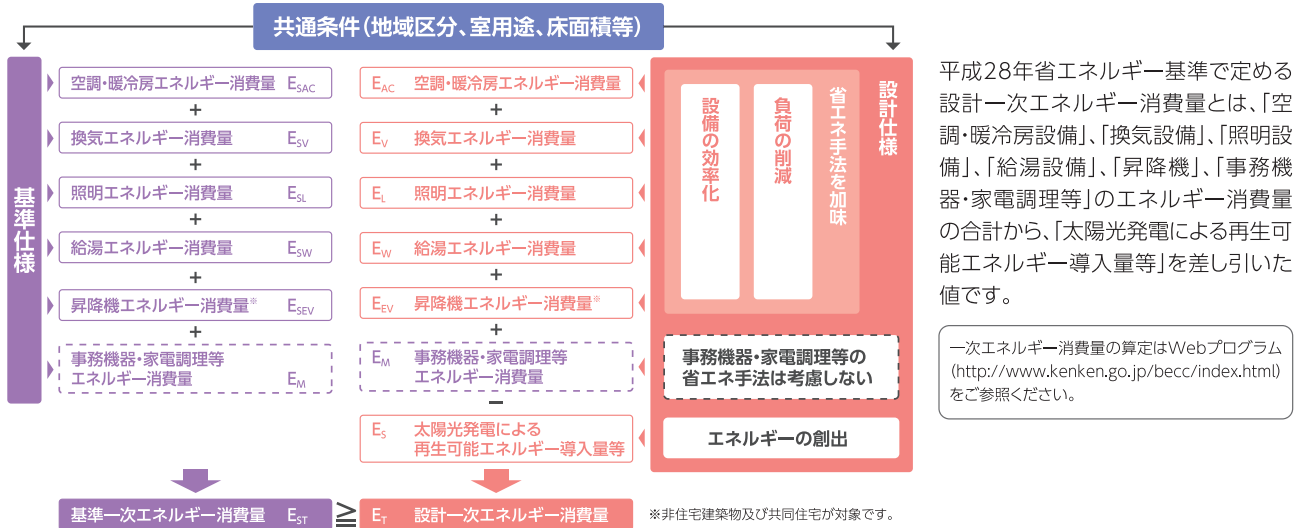 共通条件(地域区分、室用途、床面積等)
基準仕様
空調・暖冷房エネルギー消費量 ESAC
+
換気エネルギー消費量 ESV
+
照明エネルギー消費量 ESL
+
給湯エネルギー消費量 ESW
+
昇降機エネルギー消費量※ ESEV
+
事務機器・家電調理等
エネルギー消費量 EM
基準一次エネルギー消費量 EST
≧
EAC 空調・暖冷房エネルギー消費量
+
EV 換気エネルギー消費量
+
EL 照明エネルギー消費量
+
EW 給湯エネルギー消費量
+
EEV 昇降機エネルギー消費量※
+
EM 事務機器・家電調理等
エネルギー消費量
−
ES 太陽光発電による
再生可能エネルギー導入量等
ET 設計一次エネルギー消費量
設計仕様
省エネ手法を加味
負荷の削減
設備の効率化
事務機器・家電調理等の
省エネ手法は考慮しない
エネルギーの創出
※非住宅建築物及び共同住宅が対象です。
平成28年省エネルギー基準で定める
設計一次エネルギー消費量とは、「空
調・暖冷房設備」、「換気設備」、「照明設
備」、「給湯設備」、「昇降機」、「事務機
器・家電調理等」のエネルギー消費量
の合計から、「太陽光発電による再生可
能エネルギー導入量等」を差し引いた
値です。
一次エネルギー消費量の算定はWebプログラム
(http://www.kenken.go.jp/becc/index.html)
をご参照ください。